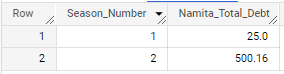 Row Season_Number Namita_Total_Debt
1 1 25.0
2 2 500.16